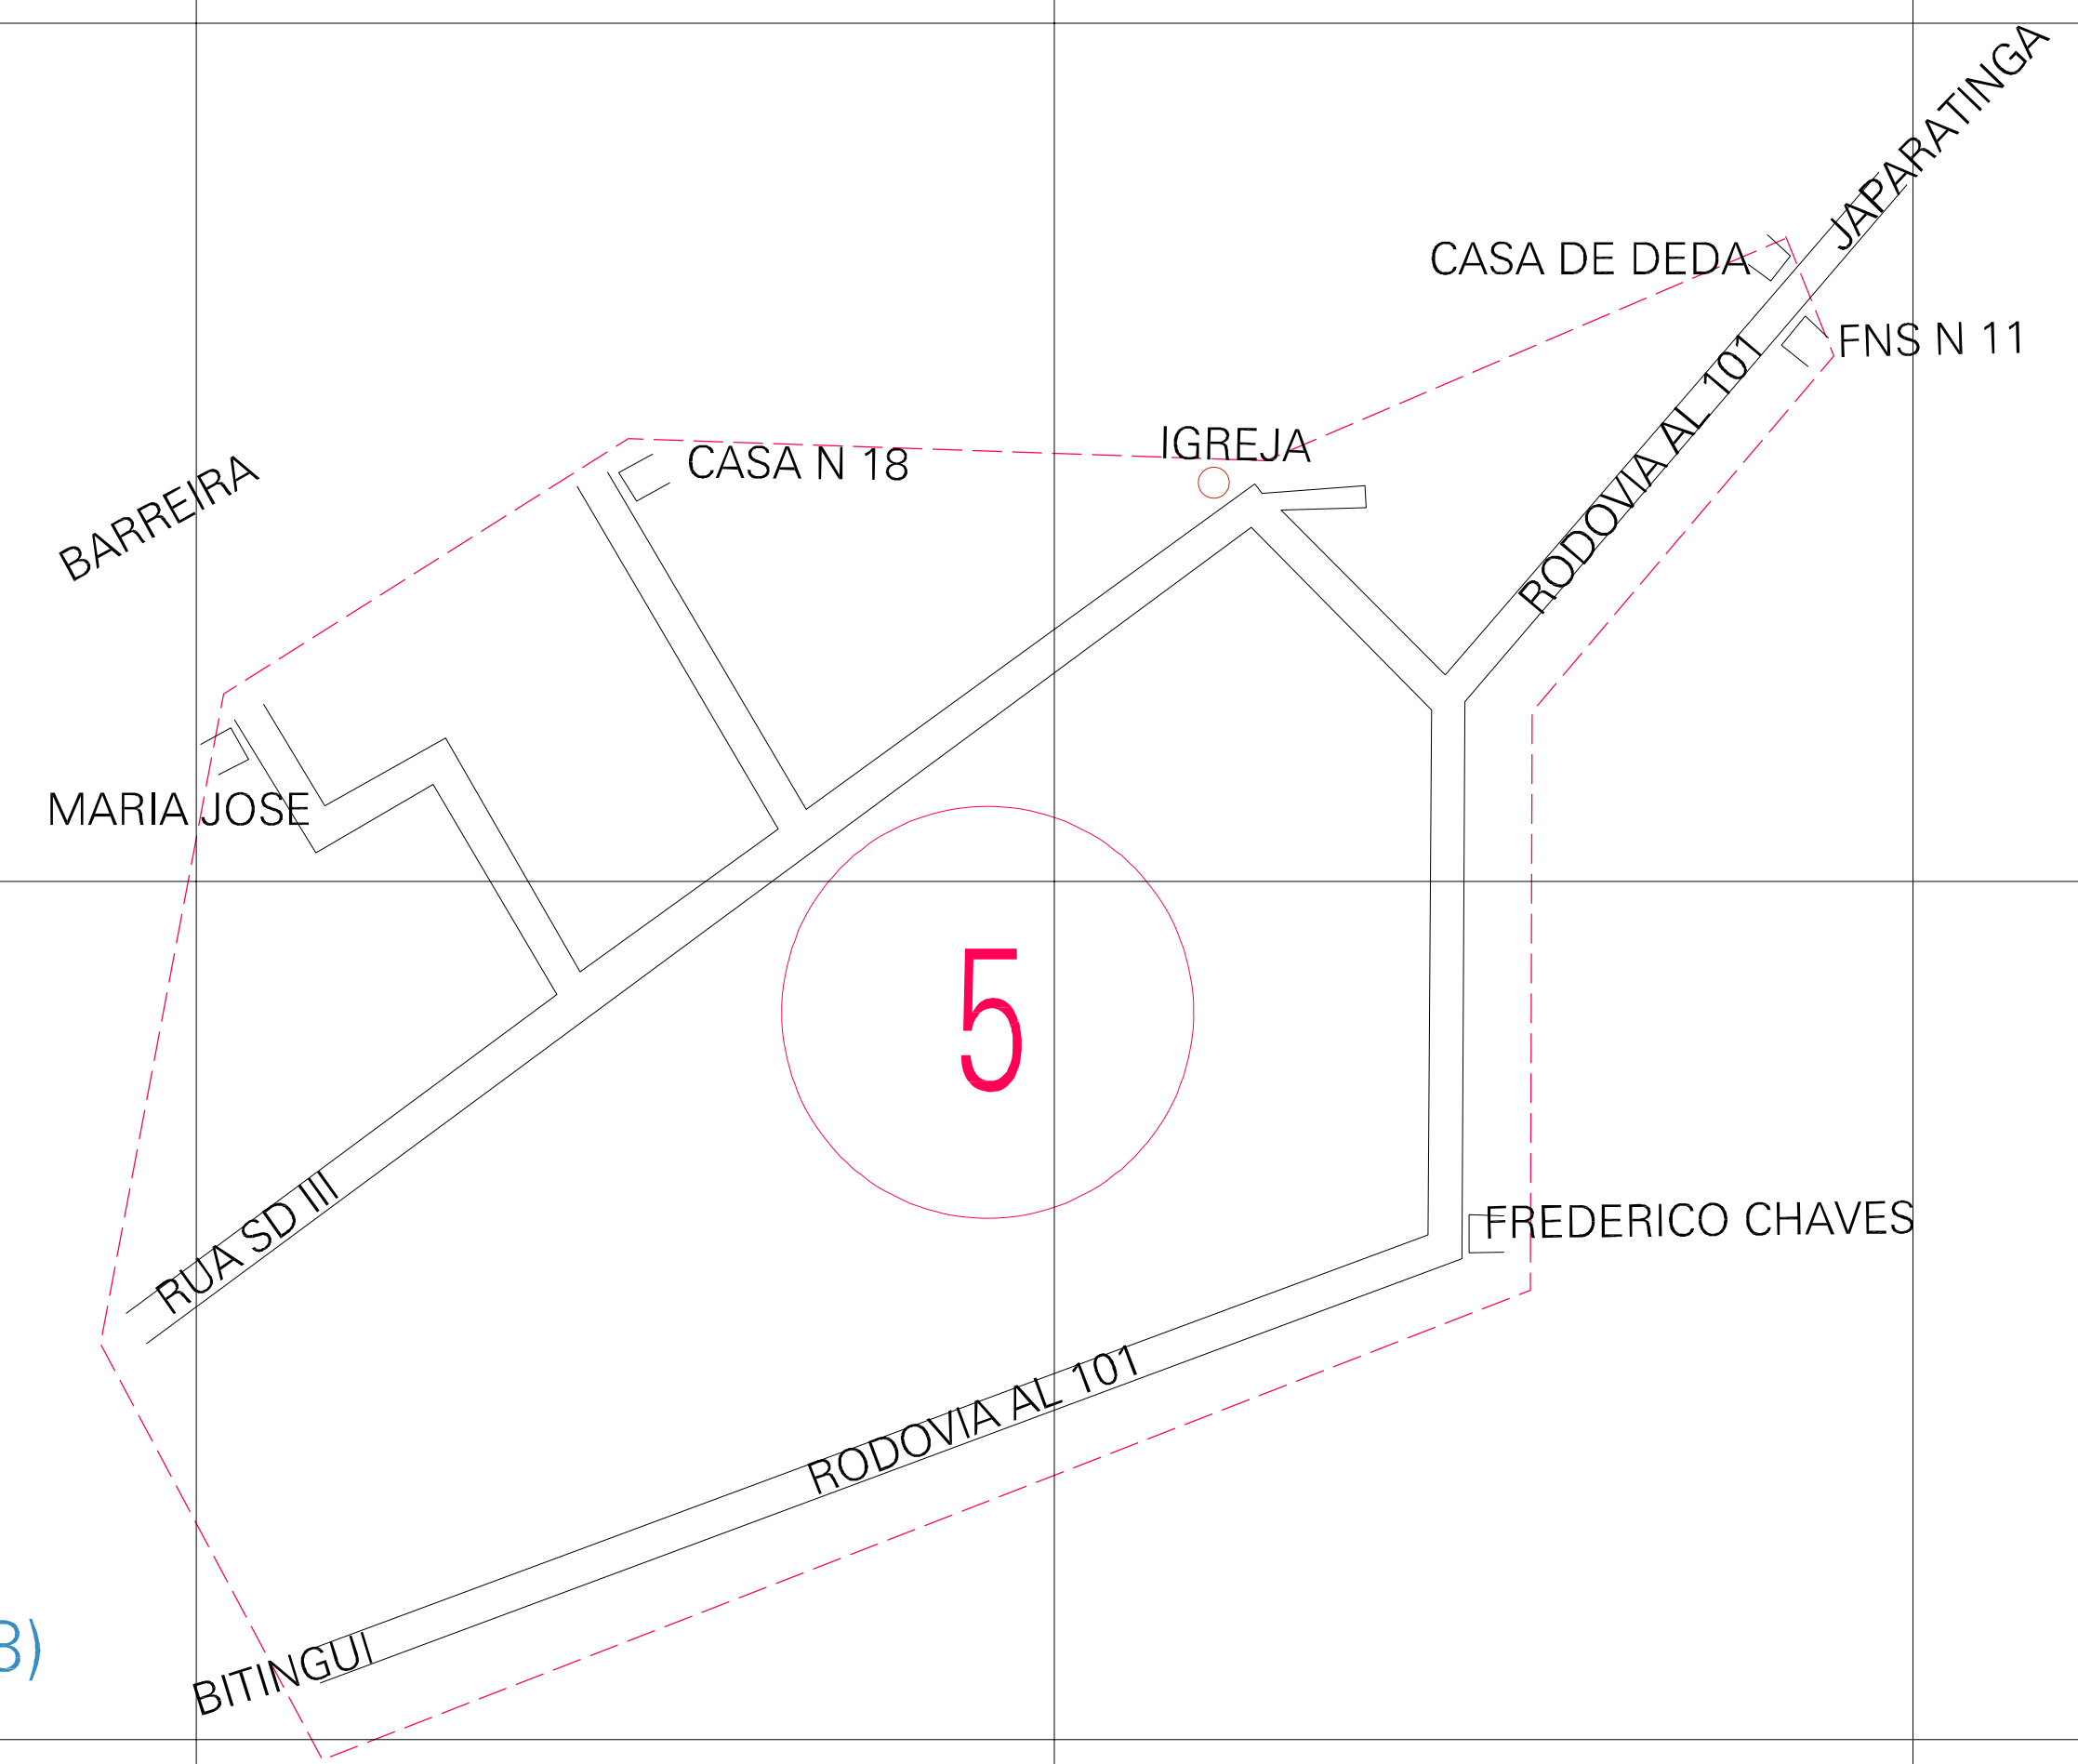 JAPARATINGA
CASA DE DEDA
FNS N 11
RODOVIA AL 101
IGREJA
CASA N 18
BARREIRA
MARIA JOSE
5
RUA SD III
FREDERICO CHAVES
RODOVIA AL 101
BITINGUI
)